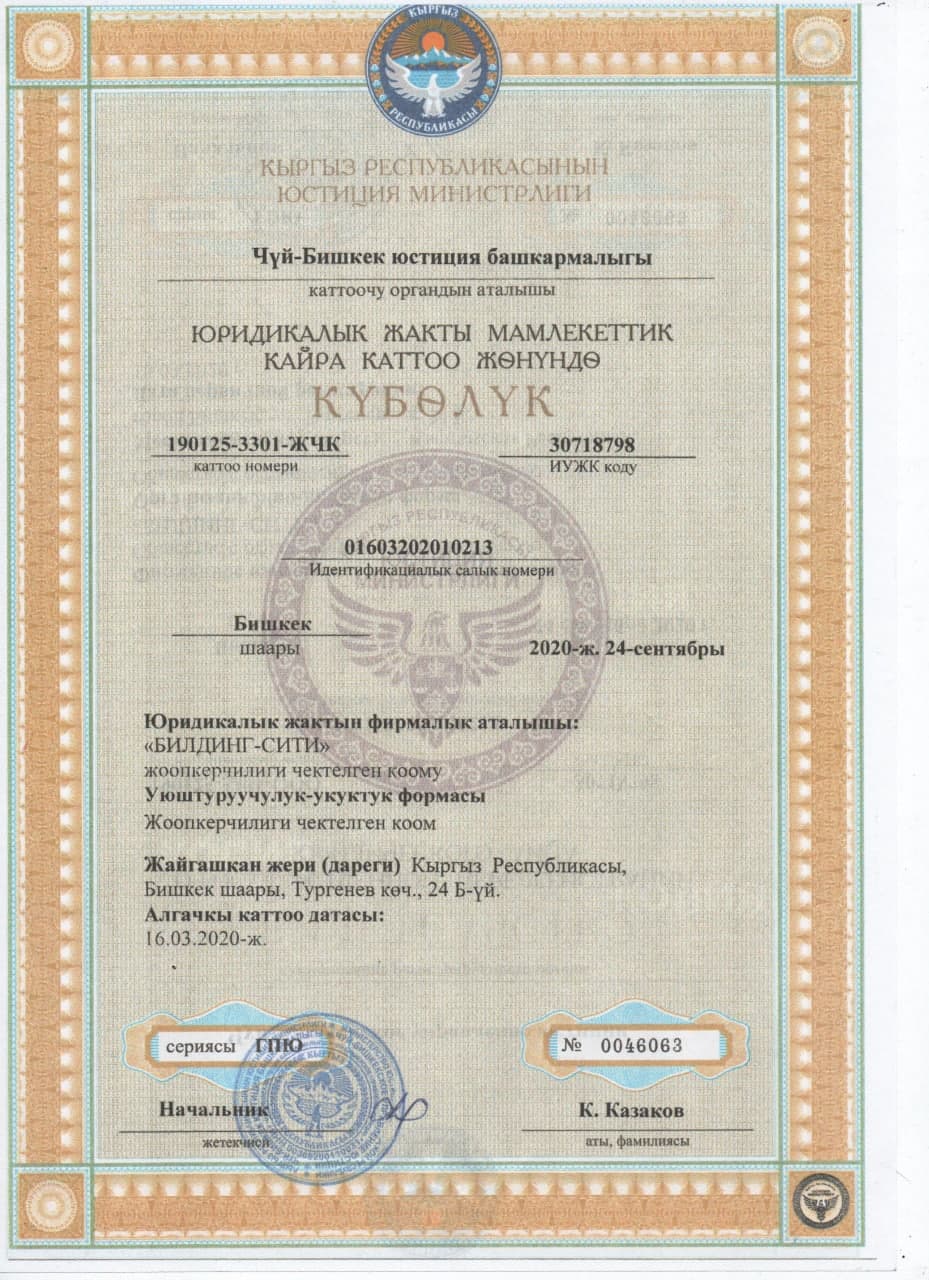 КЫРГЫЗ
РЕСПУБЛИКАСЫ
КЫРГЫЗ РЕСПУБЛИКАСЫНЫН
ЮСТИЦИЯ МИНИСТРЛИГИ
Чүй-Бишкек юстиция башкармалыгы
каттоочу органдын аталышы
ЮРИДИКАЛЫК ЖАКТЫ МАМЛЕКЕТТИК
КАЙРА КАТТОО ЖӨНҮНДӨ
КҮБӨЛҮК
190125-3301-ЖЧК 30718798
каттоо номери ИУЖК коду
01603202010213
Идентификациалык салык номери
Бишкек
шаары 2020-ж. 24-сентябры
Юридикалык жактын фирмалык аталышы:
«БИЛДИНГ-СИТИ»
жоопкерчилиги чектелген коому
Уюштуруучулук-укуктук формасы
Жоопкерчилиги чектелген коом
Жайгашкан жери (дареги) Кыргыз Республикасы,
Бишкек шаары, Тургенев көч., 24 Б-үй.
Алгачкы каттоо датасы:
16.03.2020-ж.
сериясы ГПЮ № 0046063
Начальник К. Казаков
жетекчиси аты, фамилиясы